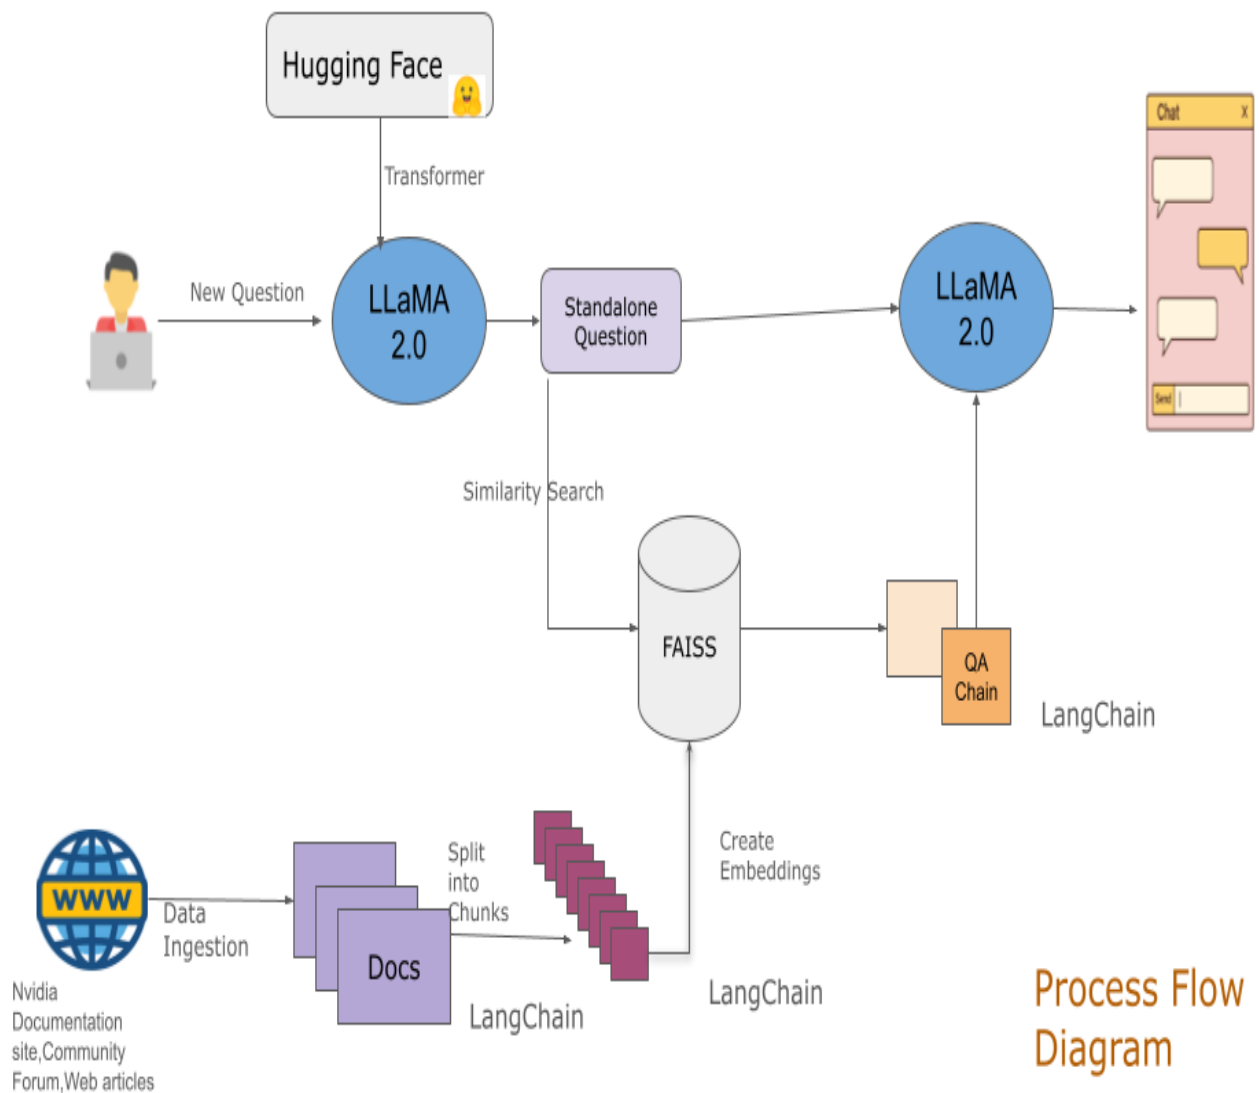 Hugging Face
Transformer
New Question
LLaMA
2.0
Standalone
Question
LLaMA
2.0
Chat X
Send
Similarity Search
FAISS
QA
Chain
LangChain
Create
Embeddings
Split
into
Chunks
WWW
Data
Ingestion
Docs
LangChain
LangChain
Nvidia
Documentation
site,Community
Forum,Web articles
Process Flow
Diagram